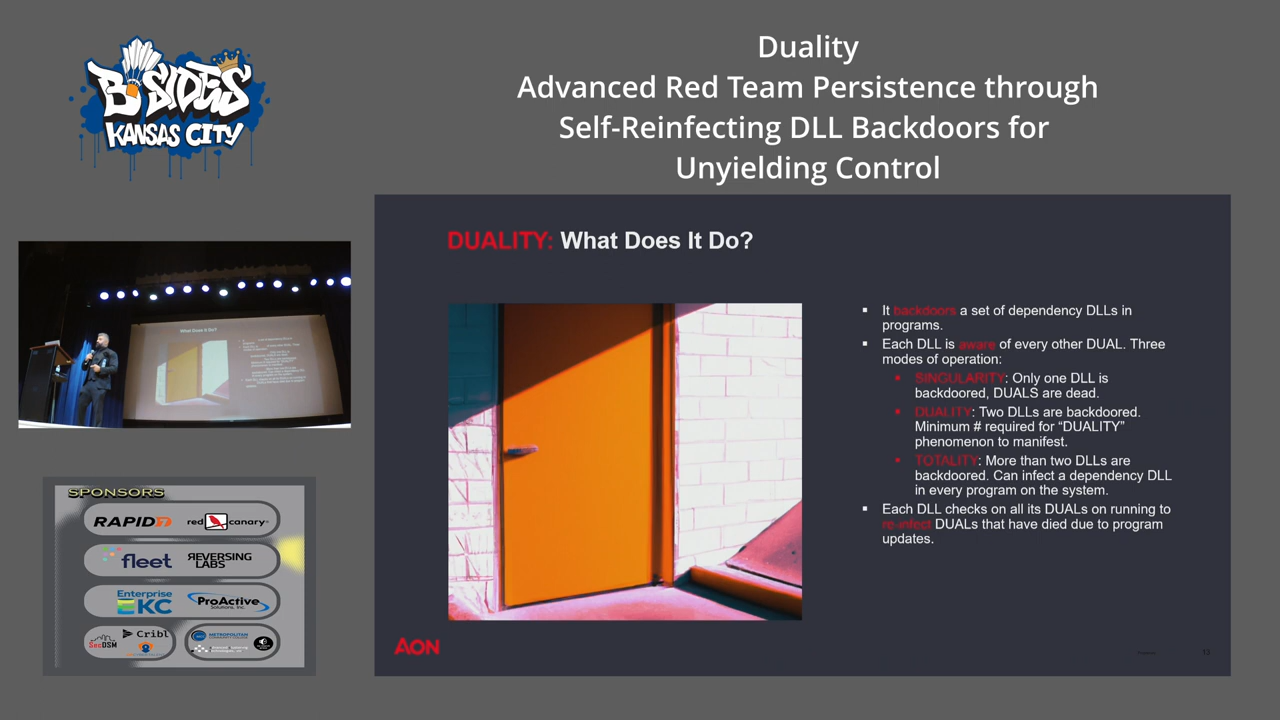 Duality
Advanced Red Team Persistence through
Self-Reinfecting DLL Backdoors for
Unyielding Control
B SIDES
KANSAS CITY
DUALITY: What Does It Do?
It backdoors a set of dependency DLLs in
programs.
Each DLL is aware of every other DUAL. Three
modes of operation:
SINGULARITY: Only one DLL is
backdoored, DUALS are dead.
DUALITY: Two DLLs are backdoored.
Minimum # required for “DUALITY”
phenomenon to manifest.
TOTALITY: More than two DLLs are
backdoored. Can infect a dependency DLL
in every program on the system.
Each DLL checks on all its DUALs on running to
re-infect DUALs that have died due to program
updates.
AON
13
What Does It Do?
SPONSORS
RAPID7
red canary
fleet
REVERSING
LABS
Enterprise
KC
ProActive
Solutions, Inc.
SecDSM
Cribl
METROPOLITAN